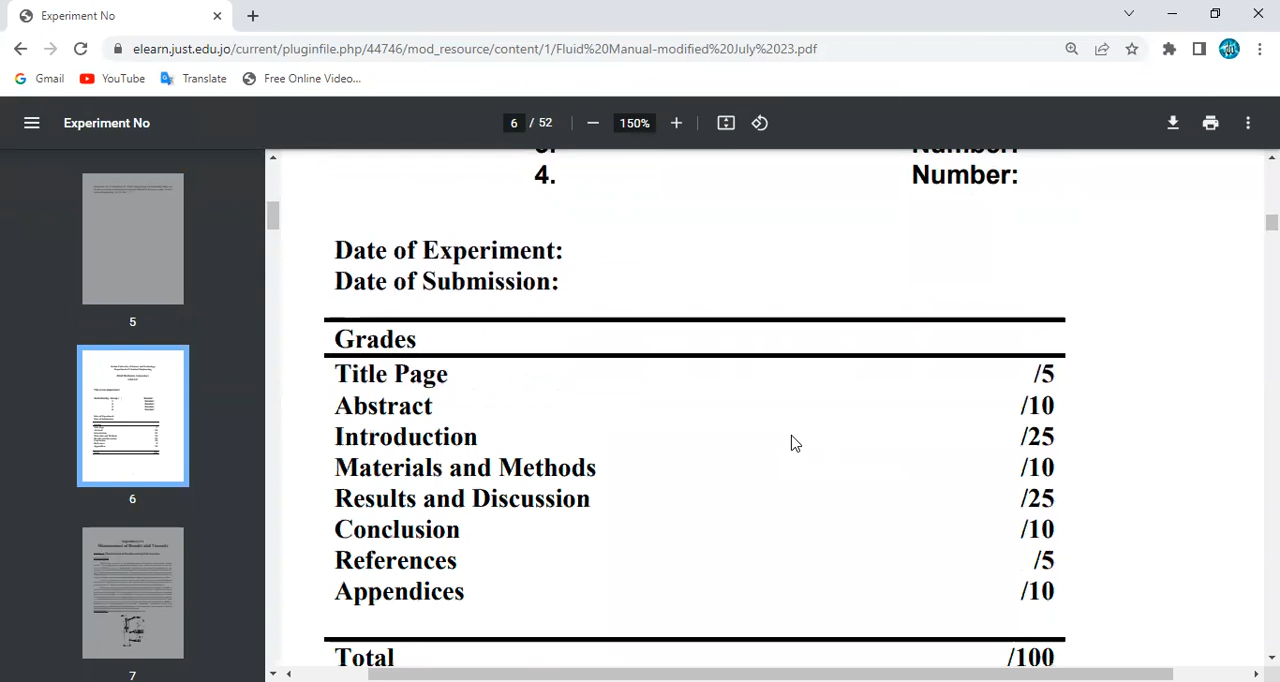 Experiment No
elearn.just.edu.jo/current/pluginfile.php/44746/mod_resource/content/1/Fluid%20Manual-modified%20July%2023.pdf
Gmail YouTube Translate Free Online Video...
Experiment No 6 / 52 150%
4. Number:
Date of Experiment:
Date of Submission:
Grades
Title Page /5
Abstract /10
Introduction /25
Materials and Methods /10
Results and Discussion /25
Conclusion /10
References /5
Appendices /10
Total /100
5
6
7